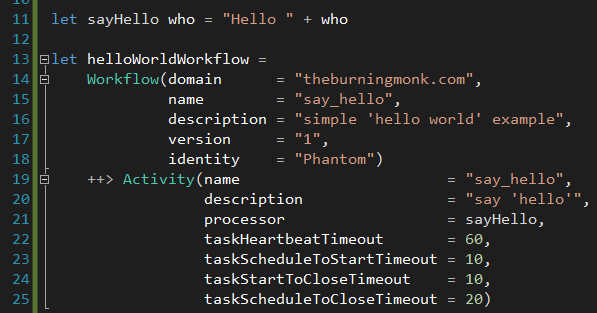 11 let sayHello who = "Hello " + who
12
13 let helloWorldWorkflow =
14     Workflow(domain      = "theburningmonk.com",
15              name        = "say_hello",
16              description = "simple 'hello world' example",
17              version     = "1",
18              identity    = "Phantom")
19     ++> Activity(name                       = "say_hello",
20                  description                = "say 'hello'",
21                  processor                  = sayHello,
22                  taskHeartbeatTimeout       = 60,
23                  taskScheduleToStartTimeout = 10,
24                  taskStartToCloseTimeout    = 10,
25                  taskScheduleToCloseTimeout = 20)